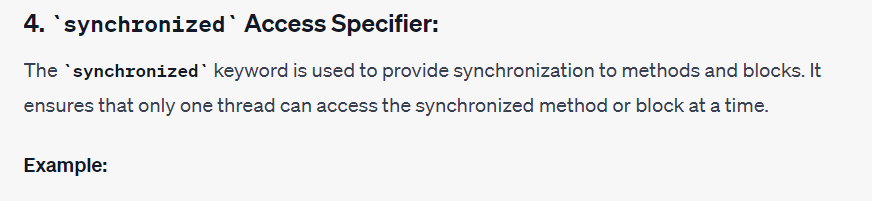 4. `synchronized` Access Specifier:
The `synchronized` keyword is used to provide synchronization to methods and blocks. It
ensures that only one thread can access the synchronized method or block at a time.
Example: